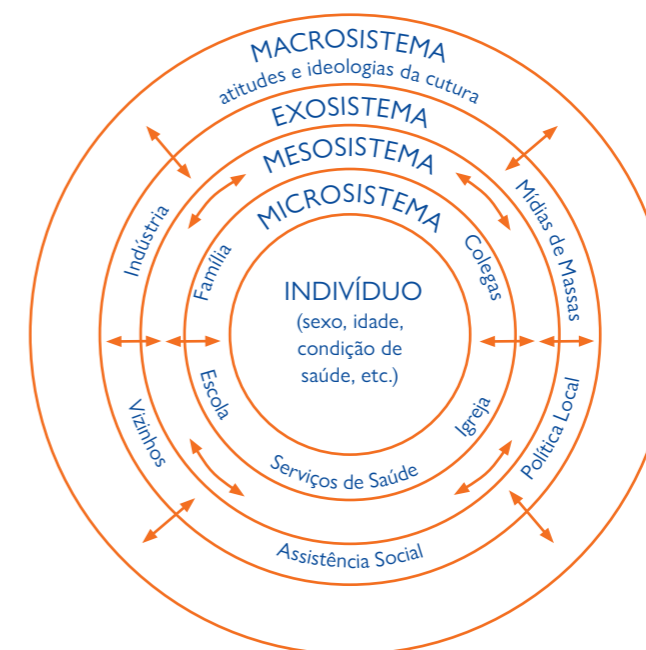 MACROSISTEMA
atitudes e ideologias da cutura
EXOSISTEMA
MESOSISTEMA
MICROSISTEMA
Indústria
Família
Colegas
Mídias de Massas
INDIVÍDUO
(sexo, idade,
condição de
saúde, etc.)
Vizinhos
Escola
Igreja
Política Local
Serviços de Saúde
Assistência Social